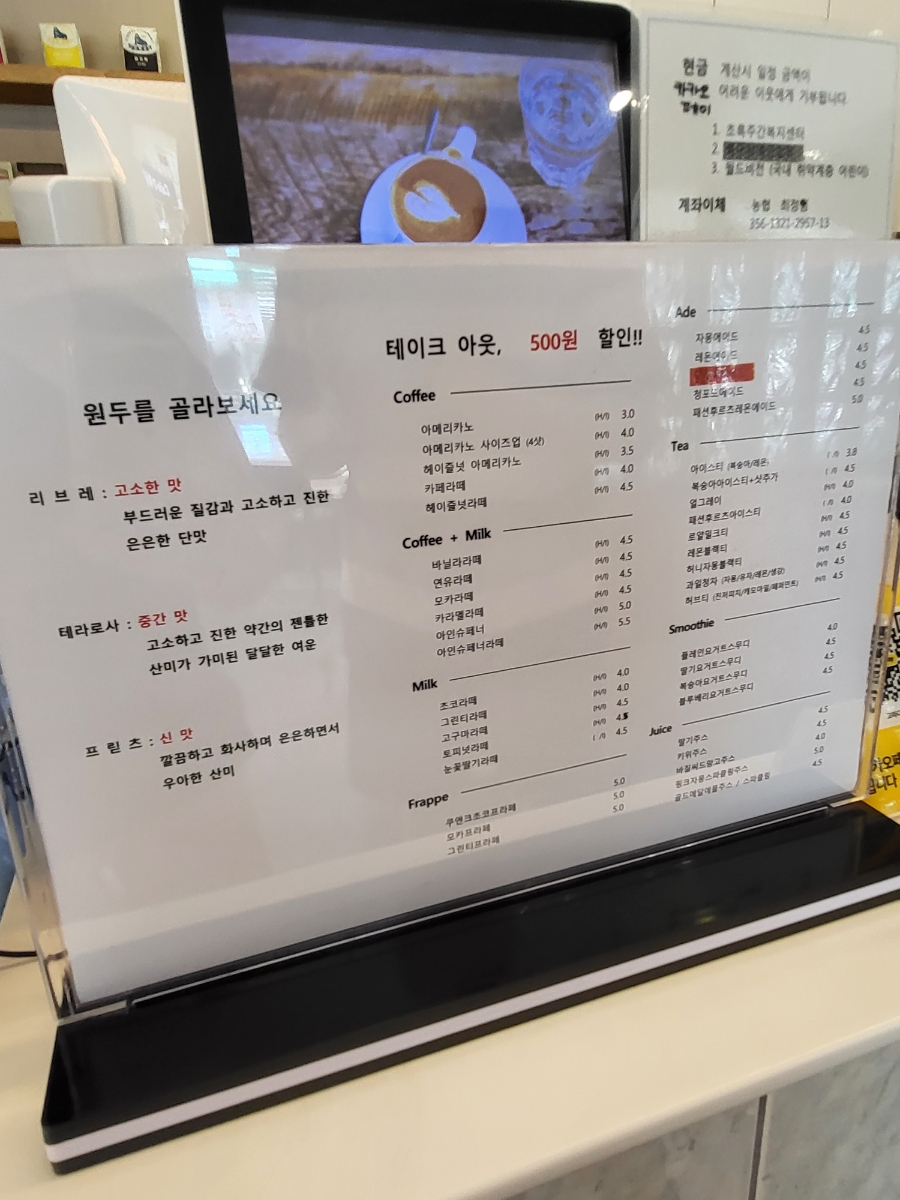 현금 계산시 일정 금액이
카카오 어려운 이웃에게 기부됩니다
1. 초록주간복지센터
2.
3. 월드비전 (국내 취약계층 어린이)
계좌이체 농협 최정
356-1321-2957-13
원두를 골라보세요
리 브 레 : 고소한 맛
부드러운 질감과 고소하고 진한
은은한 단맛
테라로사 : 중간 맛
고소하고 진한 약간의 젠틀한
산미가 가미된 달달한 여운
프 릳 츠 : 신 맛
깔끔하고 화사하며 은은하면서
우아한 산미
테이크 아웃, 500원 할인!!
Coffee
아메리카노 (H/I) 3.0
아메리카노 사이즈업 (4샷) (H/I) 4.0
헤이즐넛 아메리카노 (H/I) 3.5
카페라떼 (H/I) 4.0
헤이즐넛라떼 (H/I) 4.5
Coffee + Milk
바닐라라떼 (H/I) 4.5
연유라떼 (H/I) 4.5
모카라떼 (H/I) 4.5
카라멜라떼 (H/I) 4.5
아인슈페너 (H/I) 5.0
아인슈페너라떼 (H/I) 5.5
Milk
초코라떼 (H/I) 4.0
그린티라떼 (H/I) 4.0
고구마라떼 (H/I) 4.5
토피넛라떼 (H/I) 4.5
눈꽃딸기라떼 ( /I) 4.5
Frappe
쿠앤크초코프라페 5.0
모카프라페 5.0
그린티프라페 5.0
Ade
자몽에이드 4.5
레몬에이드 4.5
4.5
청포도에이드 4.5
패션후르츠레몬에이드 5.0
Tea
아이스티 (복숭아/레몬) ( /I) 3.8
복숭아아이스티+샷추가 ( /I) 4.5
얼그레이 (H/I) 4.0
패션후르츠아이스티 ( /I) 4.0
로얄밀크티 (H/I) 4.5
레몬블랙티 (H/I) 4.5
허니자몽블랙티 (H/I) 4.5
과일청차 (자몽/유자/레몬/생강) (H/I) 4.5
허브티 (진저피치/캐모마일/페퍼민트) (H/I) 4.5
Smoothie
플레인요거트스무디 4.0
딸기요거트스무디 4.5
복숭아요거트스무디 4.5
블루베리요거트스무디 4.5
Juice
딸기주스 4.5
키위주스 4.5
바질씨드망고주스 4.0
핑크자몽스파클링주스 5.0
골드메달애플주스 / 스파클링 4.5